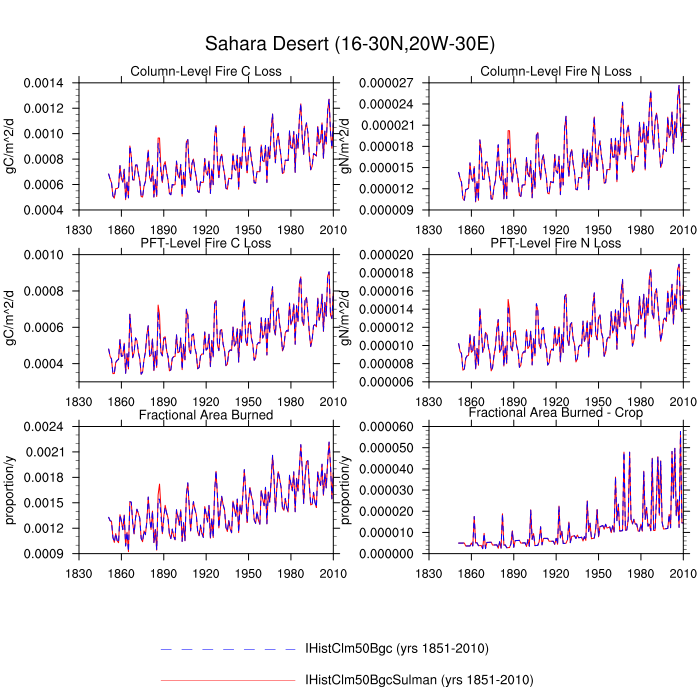 Sahara Desert (16-30N,20W-30E)
Column-Level Fire C Loss
gC/m^2/d
0.0014
0.0012
0.0010
0.0008
0.0006
0.0004
1830 1860 1890 1920 1950 1980 2010
Column-Level Fire N Loss
gN/m^2/d
0.000027
0.000024
0.000021
0.000018
0.000015
0.000012
0.000009
1830 1860 1890 1920 1950 1980 2010
PFT-Level Fire C Loss
gC/m^2/d
0.0010
0.0008
0.0006
0.0004
1830 1860 1890 1920 1950 1980 2010
PFT-Level Fire N Loss
gN/m^2/d
0.000020
0.000018
0.000016
0.000014
0.000012
0.000010
0.000008
0.000006
1830 1860 1890 1920 1950 1980 2010
Fractional Area Burned
proportion/y
0.0024
0.0021
0.0018
0.0015
0.0012
0.0009
1830 1860 1890 1920 1950 1980 2010
Fractional Area Burned - Crop
proportion/y
0.000060
0.000050
0.000040
0.000030
0.000020
0.000010
0.000000
1830 1860 1890 1920 1950 1980 2010
IHistClm50Bgc (yrs 1851-2010)
IHistClm50BgcSulman (yrs 1851-2010)